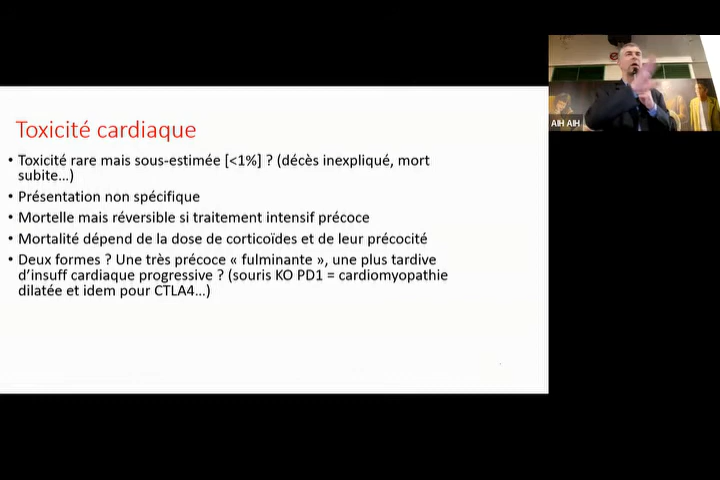 Toxicité cardiaque
• Toxicité rare mais sous-estimée [<1%] ? (décès inexpliqué, mort
subite...)
• Présentation non spécifique
• Mortelle mais réversible si traitement intensif précoce
• Mortalité dépend de la dose de corticoïdes et de leur précocité
• Deux formes ? Une très précoce « fulminante », une plus tardive
d'insuff cardiaque progressive ? (souris KO PD1 = cardiomyopathie
dilatée et idem pour CTLA4...)
AIH AIH